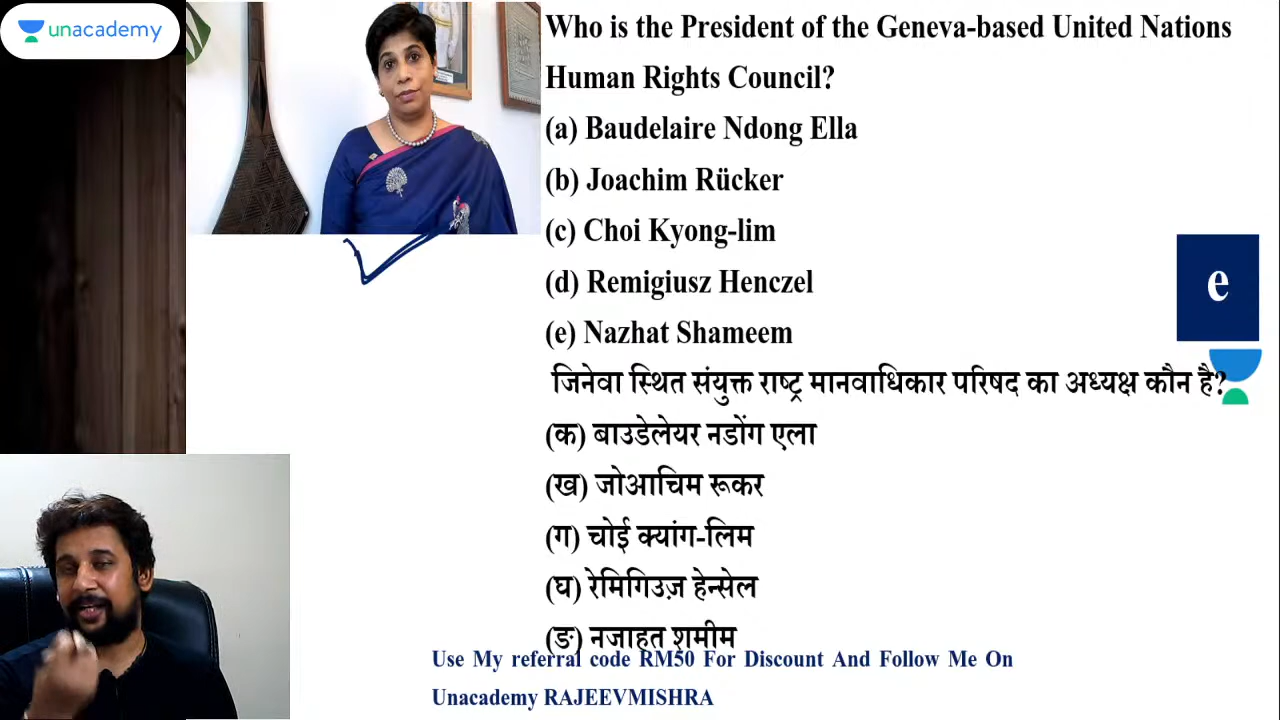 unacademy
Who is the President of the Geneva-based United Nations
Human Rights Council?
(a) Baudelaire Ndong Ella
(b) Joachim Rücker
(c) Choi Kyong-lim
(d) Remigiusz Henczel
(e) Nazhat Shameem
e
जिनेवा स्थित संयुक्त राष्ट्र मानवाधिकार परिषद का अध्यक्ष कौन है?
(क) बाउडेलेयर नडोंग एला
(ख) जोआचिम रूकर
(ग) चोई क्यांग-लिम
(घ) रेमिगिउज़ हेन्सेल
(ङ) नजाहत शमीम
Use My referral code RM50 For Discount And Follow Me On
Unacademy RAJEEVMISHRA